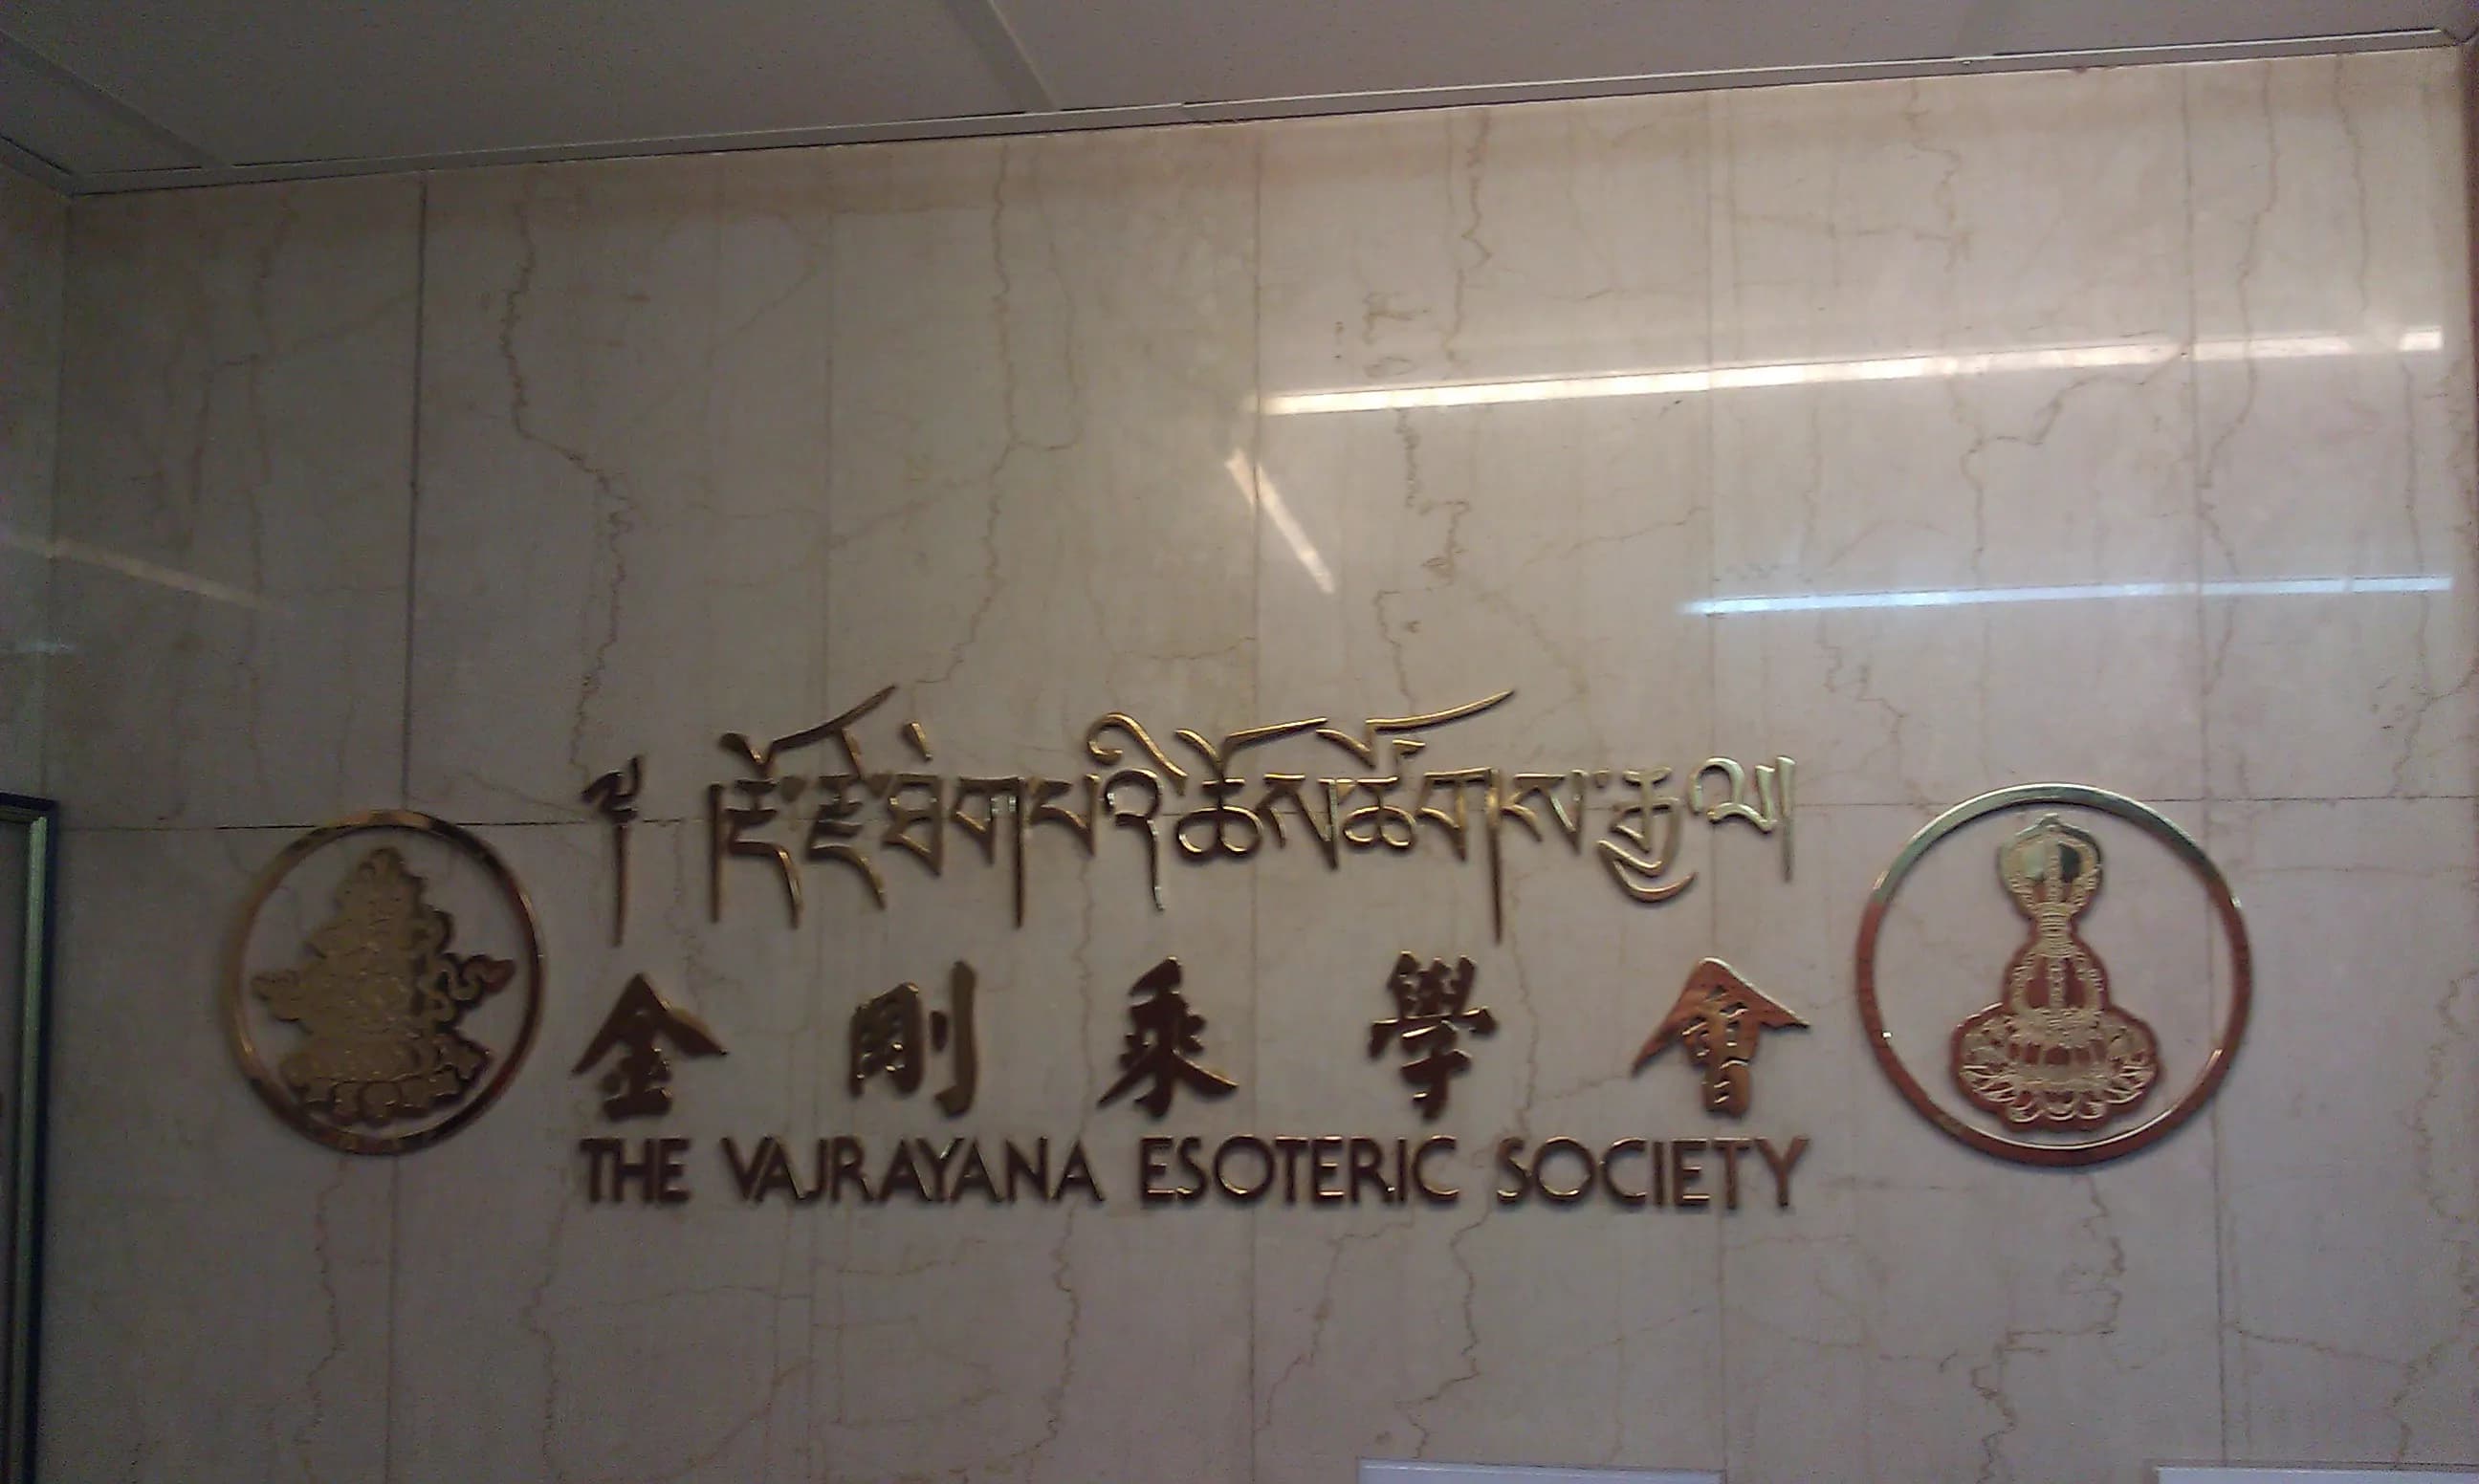 རྡོ་རྗེ་ཐེག་པའི་ཆོས་ཚོགས་རྒྱལ།
金剛乘學會
THE VAJRAYANA ESOTERIC SOCIETY